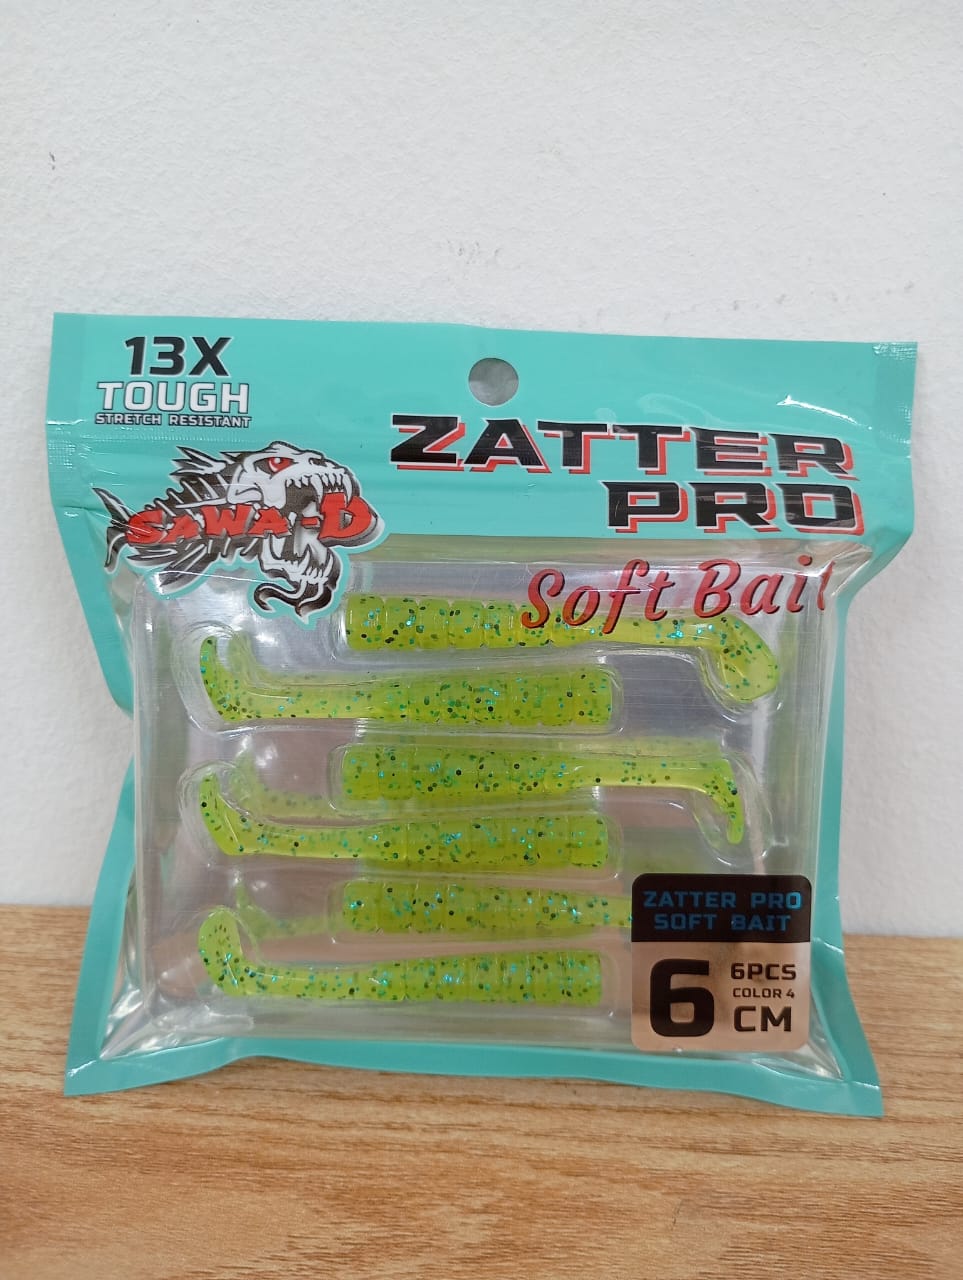 13X
TOUGH
STRETCH RESISTANT
SAWA-D
ZATTER
PRO
Soft Bait
ZATTER PRO
SOFT BAIT
6
6PCS
COLOR 4
CM